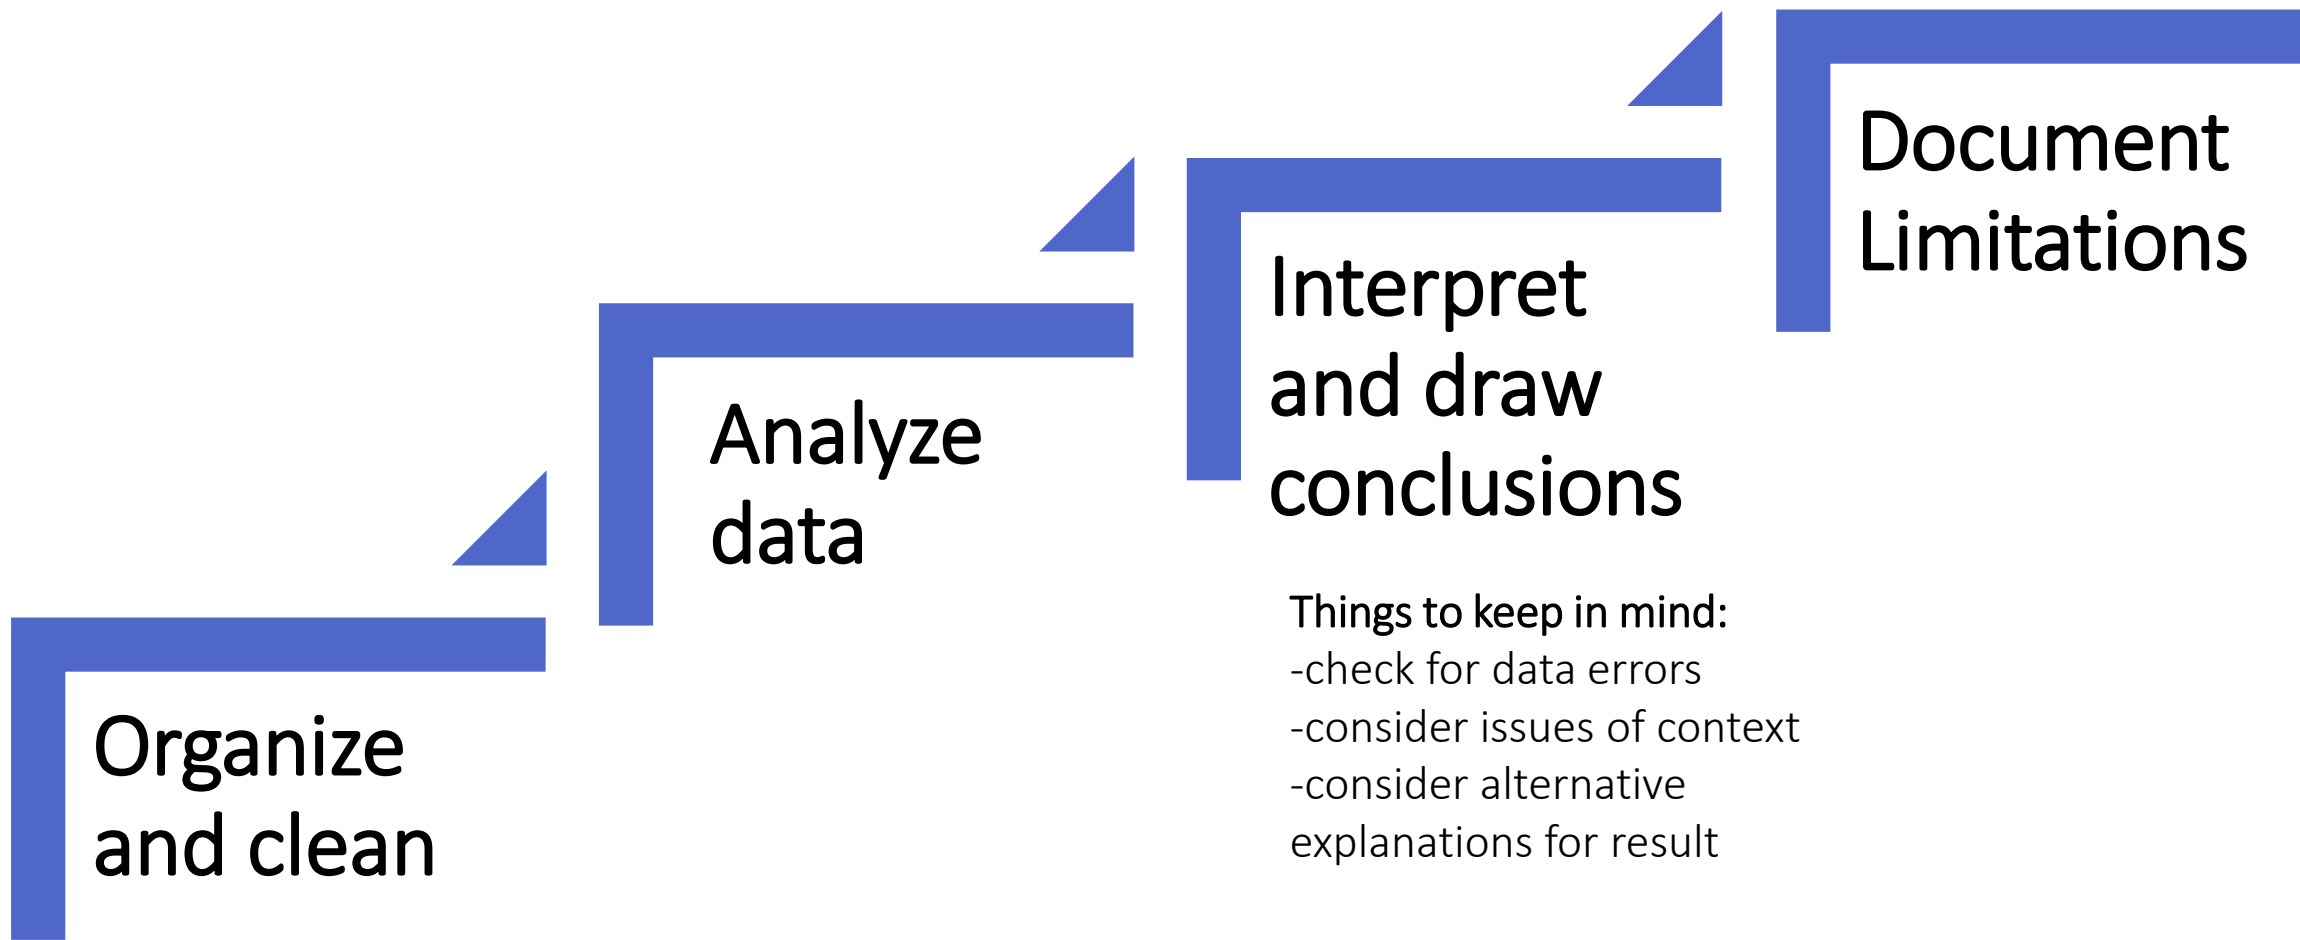 Organize
and clean
Analyze
data
Interpret
and draw
conclusions
Things to keep in mind:
-check for data errors
-consider issues of context
-consider alternative
explanations for result
Document
Limitations